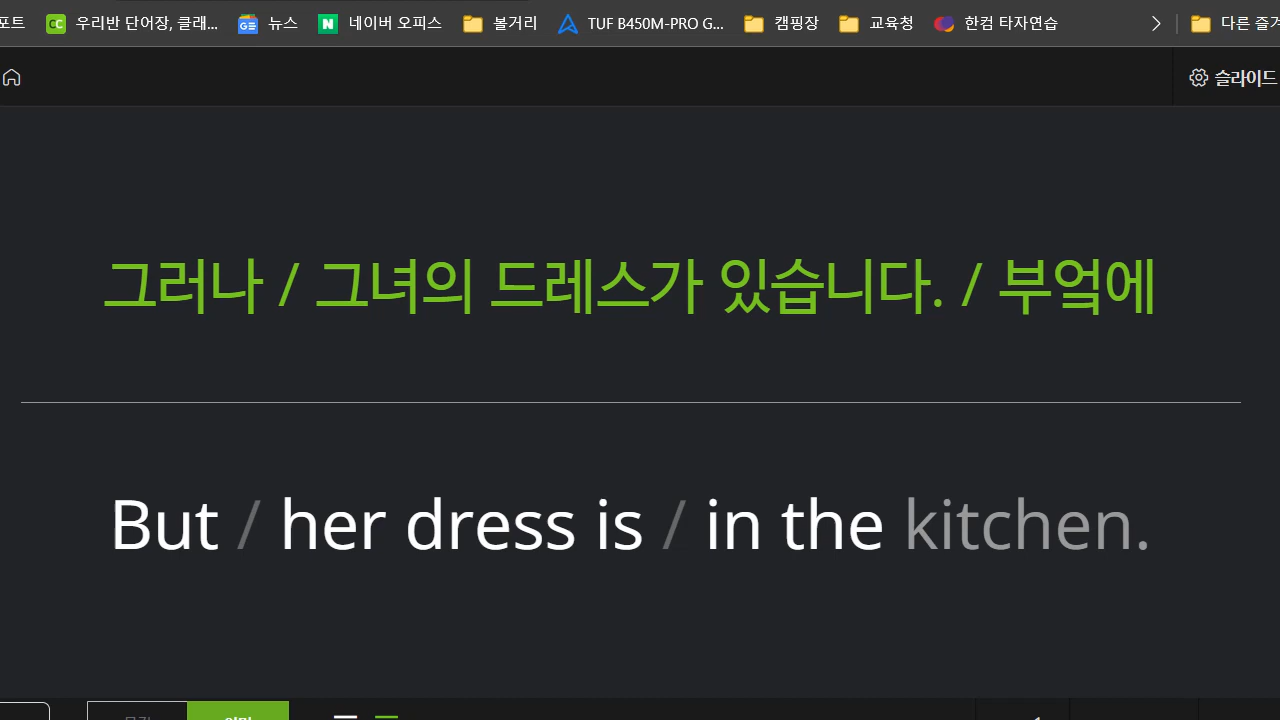 포트 우리반 단어장, 클래... 뉴스 네이버 오피스 볼거리 TUF B450M-PRO G... 캠핑장 교육청 한컴 타자연습 다른 즐겨
슬라이드
그러나 / 그녀의 드레스가 있습니다. / 부엌에
But / her dress is / in the kitchen.